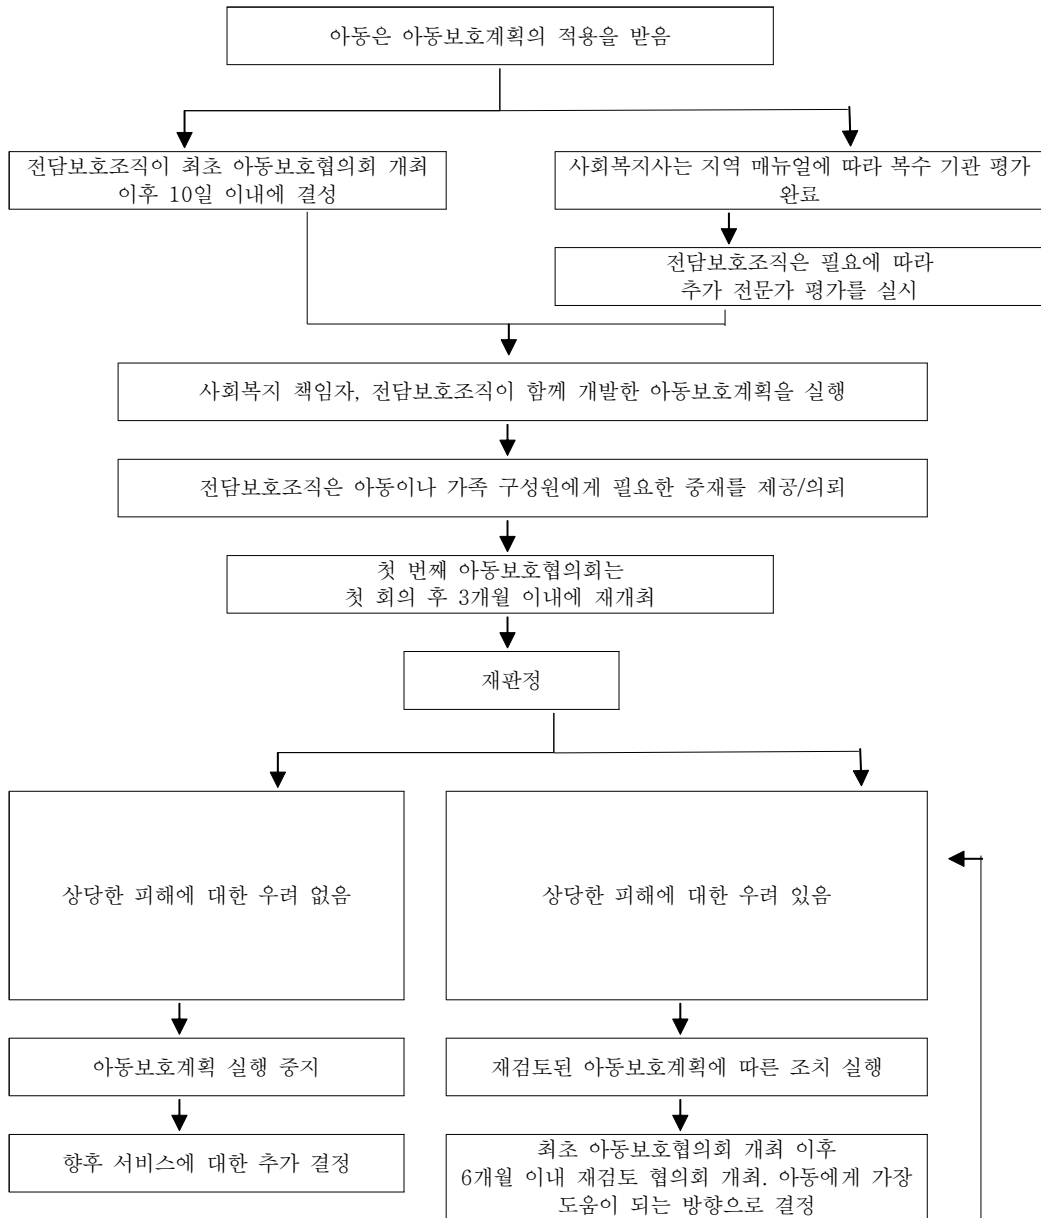 아동은 아동보호계획의 적용을 받음
전담보호조직이 최초 아동보호협의회 개최
이후 10일 이내에 결성
사회복지사는 지역 매뉴얼에 따라 복수 기관 평가
완료
전담보호조직은 필요에 따라
추가 전문가 평가를 실시
사회복지 책임자, 전담보호조직이 함께 개발한 아동보호계획을 실행
전담보호조직은 아동이나 가족 구성원에게 필요한 중재를 제공/의뢰
첫 번째 아동보호협의회는
첫 회의 후 3개월 이내에 재개최
재판정
상당한 피해에 대한 우려 없음
상당한 피해에 대한 우려 있음
아동보호계획 실행 중지
재검토된 아동보호계획에 따른 조치 실행
향후 서비스에 대한 추가 결정
최초 아동보호협의회 개최 이후
6개월 이내 재검토 협의회 개최. 아동에게 가장
도움이 되는 방향으로 결정